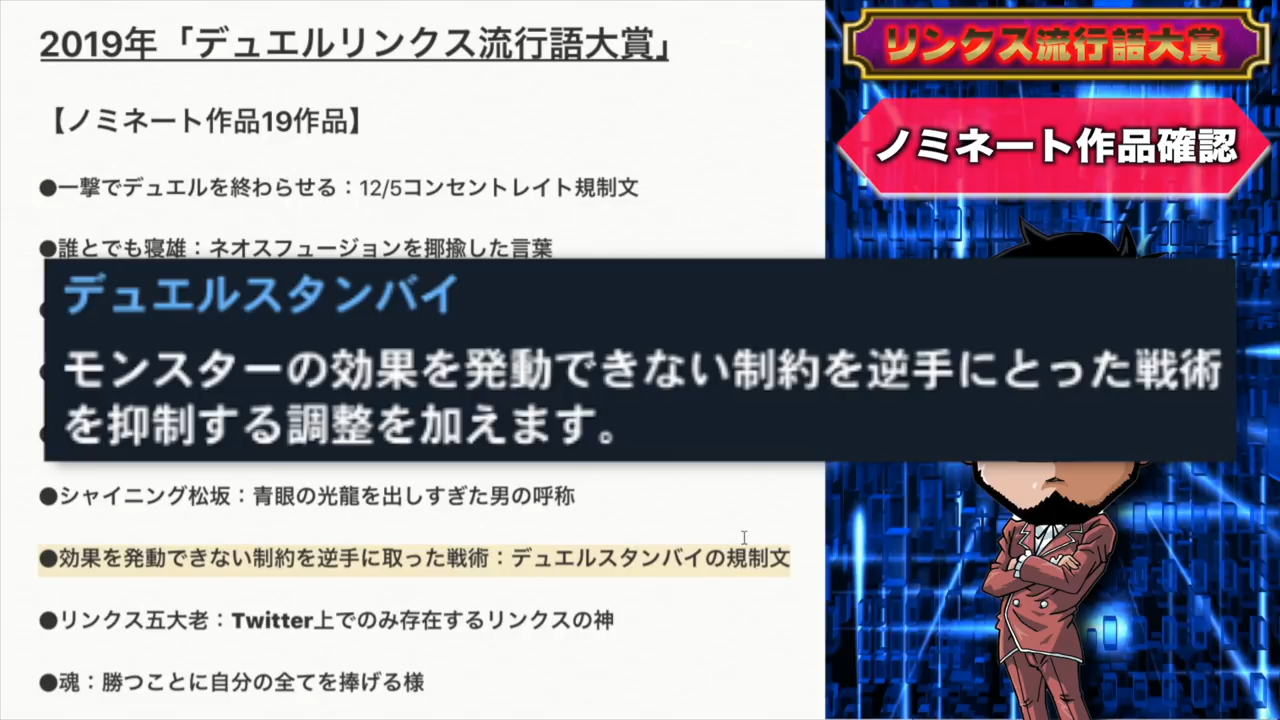 2019年「デュエルリンクス流行語大賞」
【ノミネート作品19作品】
●一撃でデュエルを終わらせる：12/5コンセントレイト規制文
●誰とでも寝雄：ネオスフュージョンを揶揄した言葉
デュエルスタンバイ
モンスターの効果を発動できない制約を逆手にとった戦術
を抑制する調整を加えます。
●シャイニング松坂：青眼の光龍を出しすぎた男の呼称
●効果を発動できない制約を逆手に取った戦術：デュエルスタンバイの規制文
●リンクス五大老：Twitter上でのみ存在するリンクスの神
●魂：勝つことに自分の全てを捧げる様
リンクス流行語大賞
ノミネート作品確認